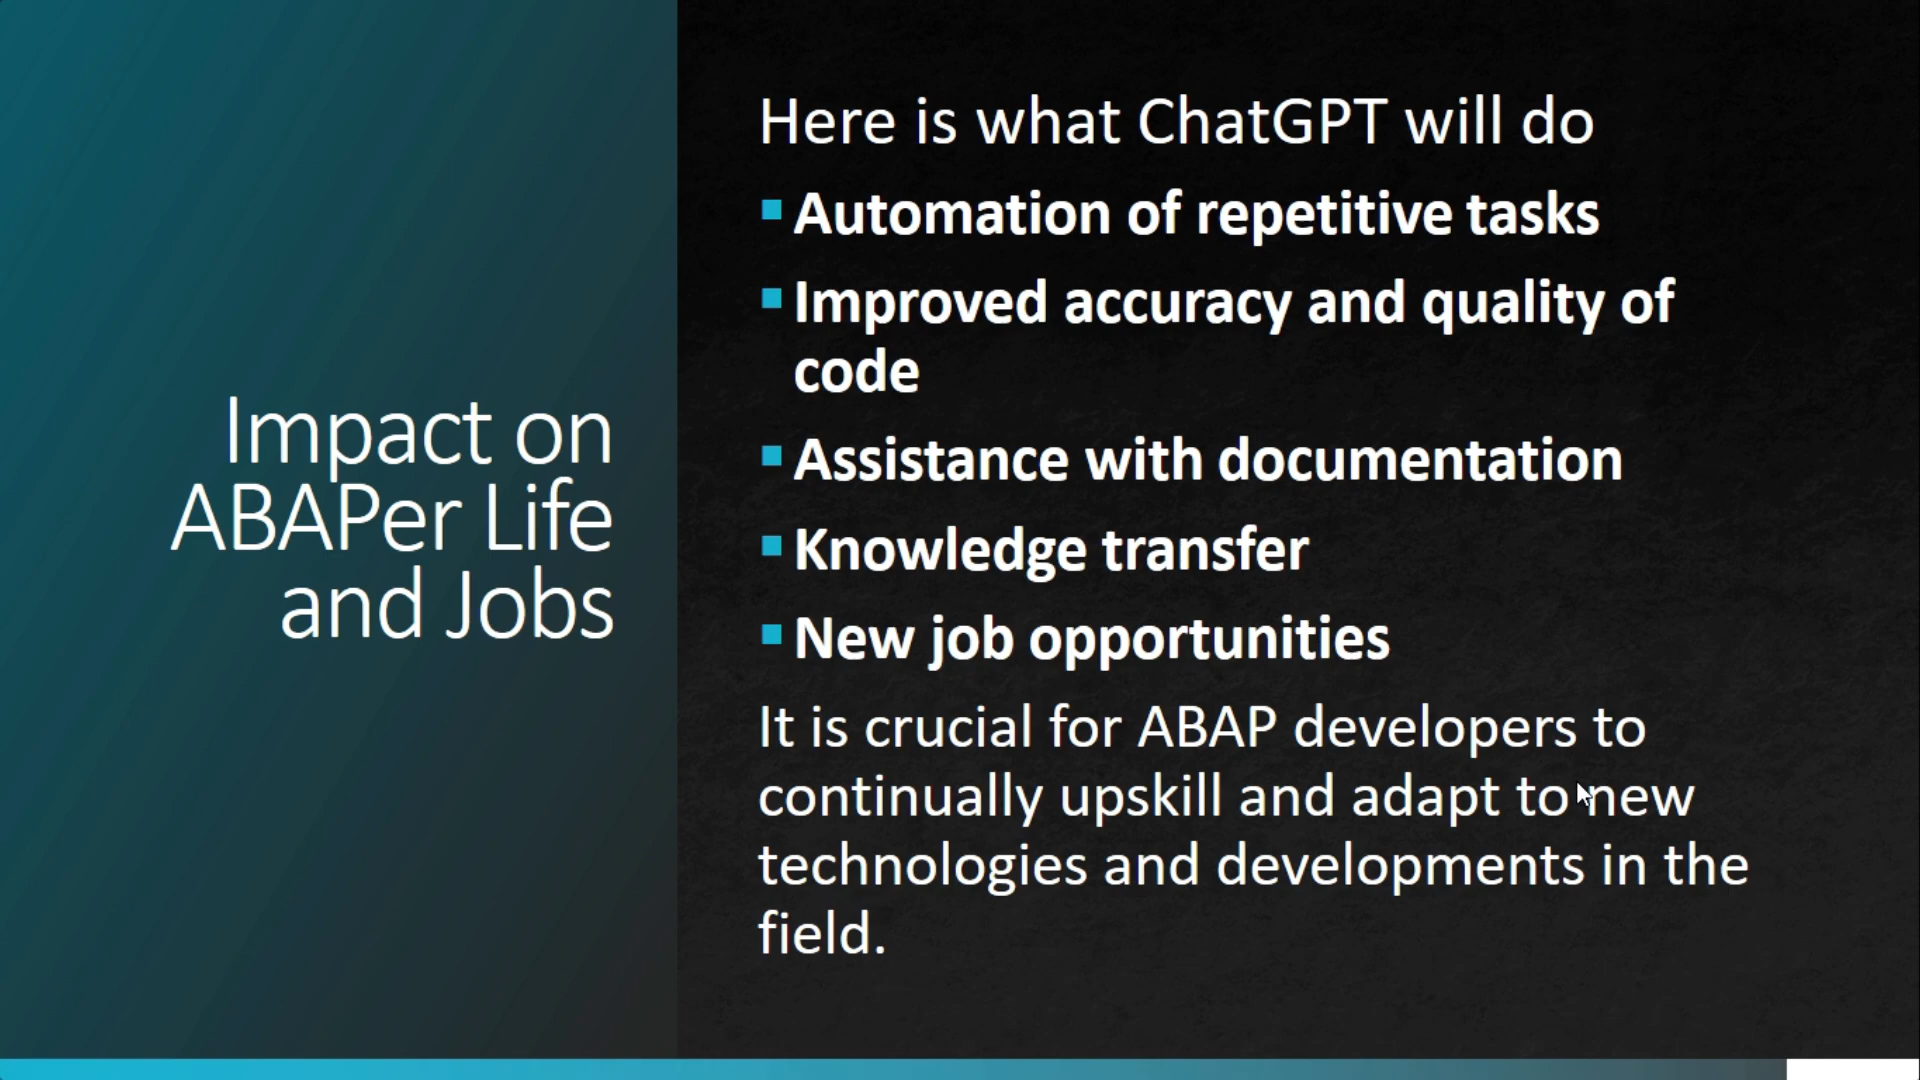 Impact on
ABAPer Life
and Jobs
Here is what ChatGPT will do
▪ Automation of repetitive tasks
▪ Improved accuracy and quality of
code
▪ Assistance with documentation
▪ Knowledge transfer
▪ New job opportunities
It is crucial for ABAP developers to
continually upskill and adapt to new
technologies and developments in the
field.